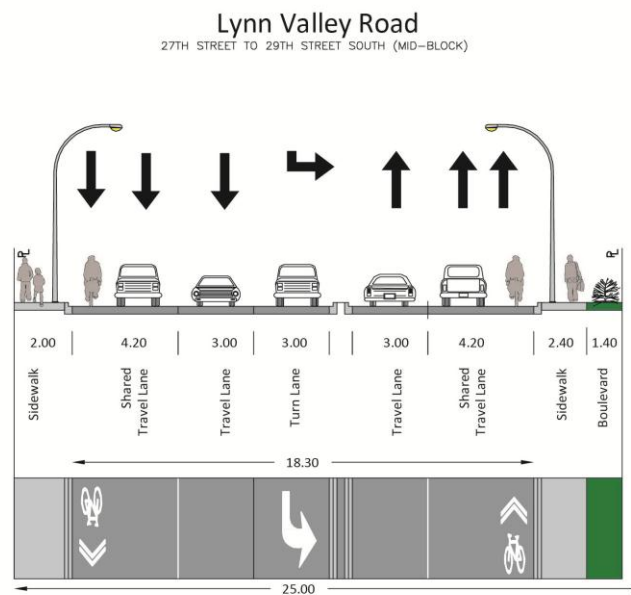 Lynn Valley Road
27TH STREET TO 29TH STREET SOUTH (MID-BLOCK)
PL
PL
2.00
4.20
3.00
3.00
3.00
4.20
2.40
1.40
Sidewalk
Shared
Travel Lane
Travel Lane
Turn Lane
Travel Lane
Shared
Travel Lane
Sidewalk
Boulevard
18.30
25.00